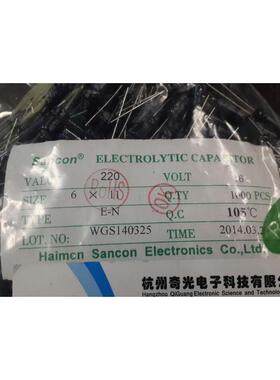 Sancon® ELECTROLYTIC CAPACITOR
VALUE 220 VOLT
SIZE 6 × 11 Q.TY 1000 PCS
TYPE E-N Q.C 105℃
LOT. NO: WGS140325 TIME 2014.03.2
Haimen Sancon Electronics Co.,Ltd.
RoHS
杭州奇光电子科技有限
Hangzhou QiGuang Electronic Science and Technology